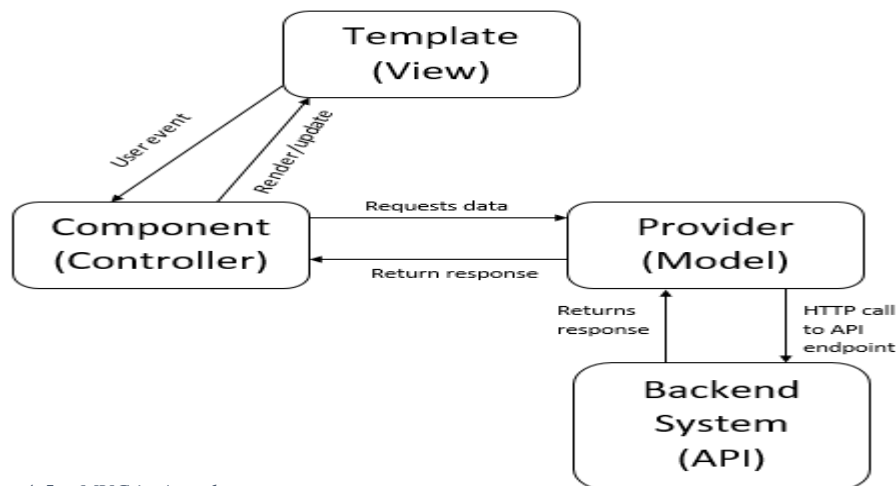 Template
(View)
User event
Render/update
Component
(Controller)
Requests data
Return response
Provider
(Model)
Returns
response
HTTP call
to API
endpoint
Backend
System
(API)